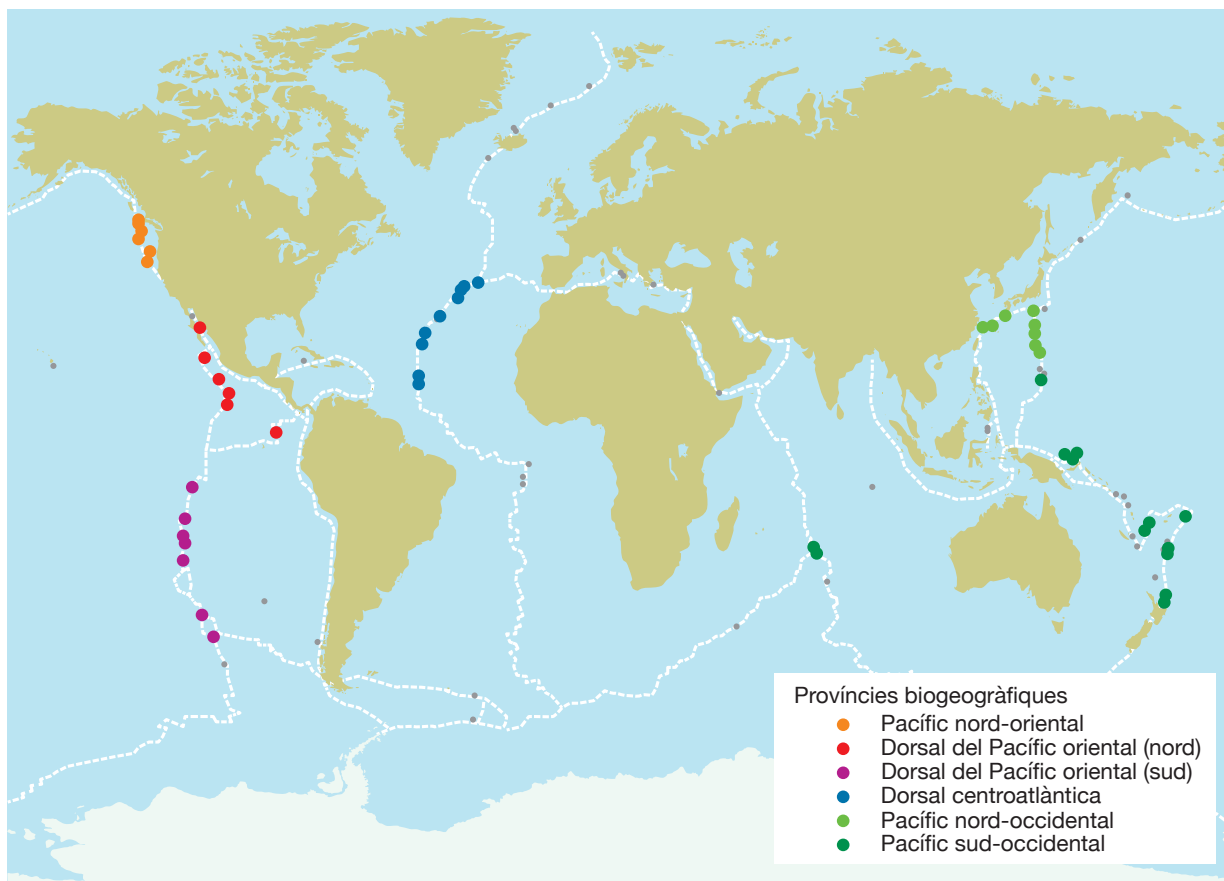 Províncies biogeogràfiques
Pacífic nord-oriental
Dorsal del Pacífic oriental (nord)
Dorsal del Pacífic oriental (sud)
Dorsal centroatlàntica
Pacífic nord-occidental
Pacífic sud-occidental